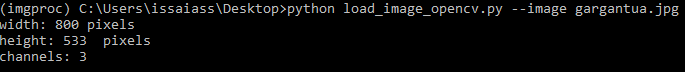 (imgproc) C:\Users\issaiass\Desktop>python load_image_opencv.py --image gargantua.jpg
width: 800 pixels
height: 533  pixels
channels: 3